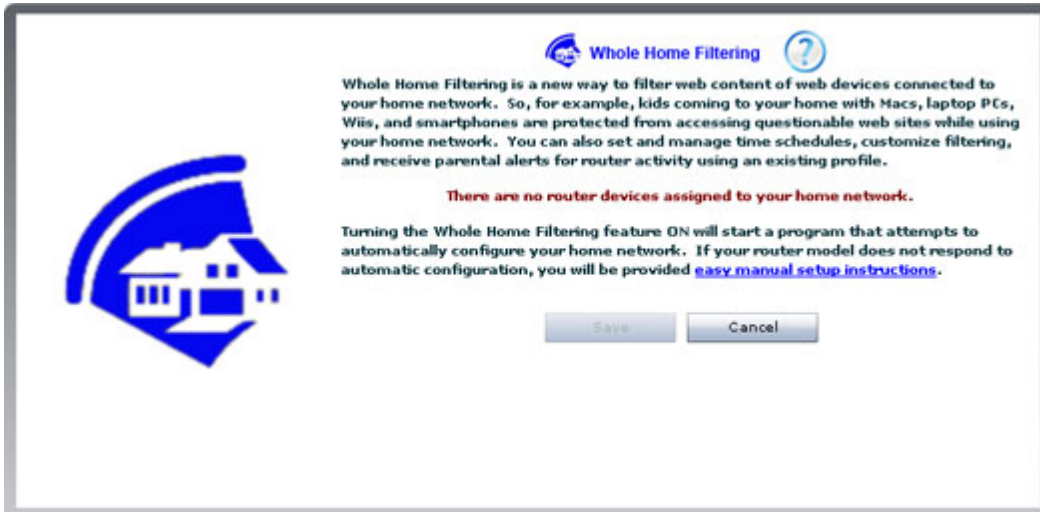 Whole Home Filtering ?
Whole Home Filtering is a new way to filter web content of web devices connected to
your home network. So, for example, kids coming to your home with Macs, laptop PCs,
Wiis, and smartphones are protected from accessing questionable web sites while using
your home network. You can also set and manage time schedules, customize filtering,
and receive parental alerts for router activity using an existing profile.
There are no router devices assigned to your home network.
Turning the Whole Home Filtering feature ON will start a program that attempts to
automatically configure your home network. If your router model does not respond to
automatic configuration, you will be provided easy manual setup instructions.
Save Cancel